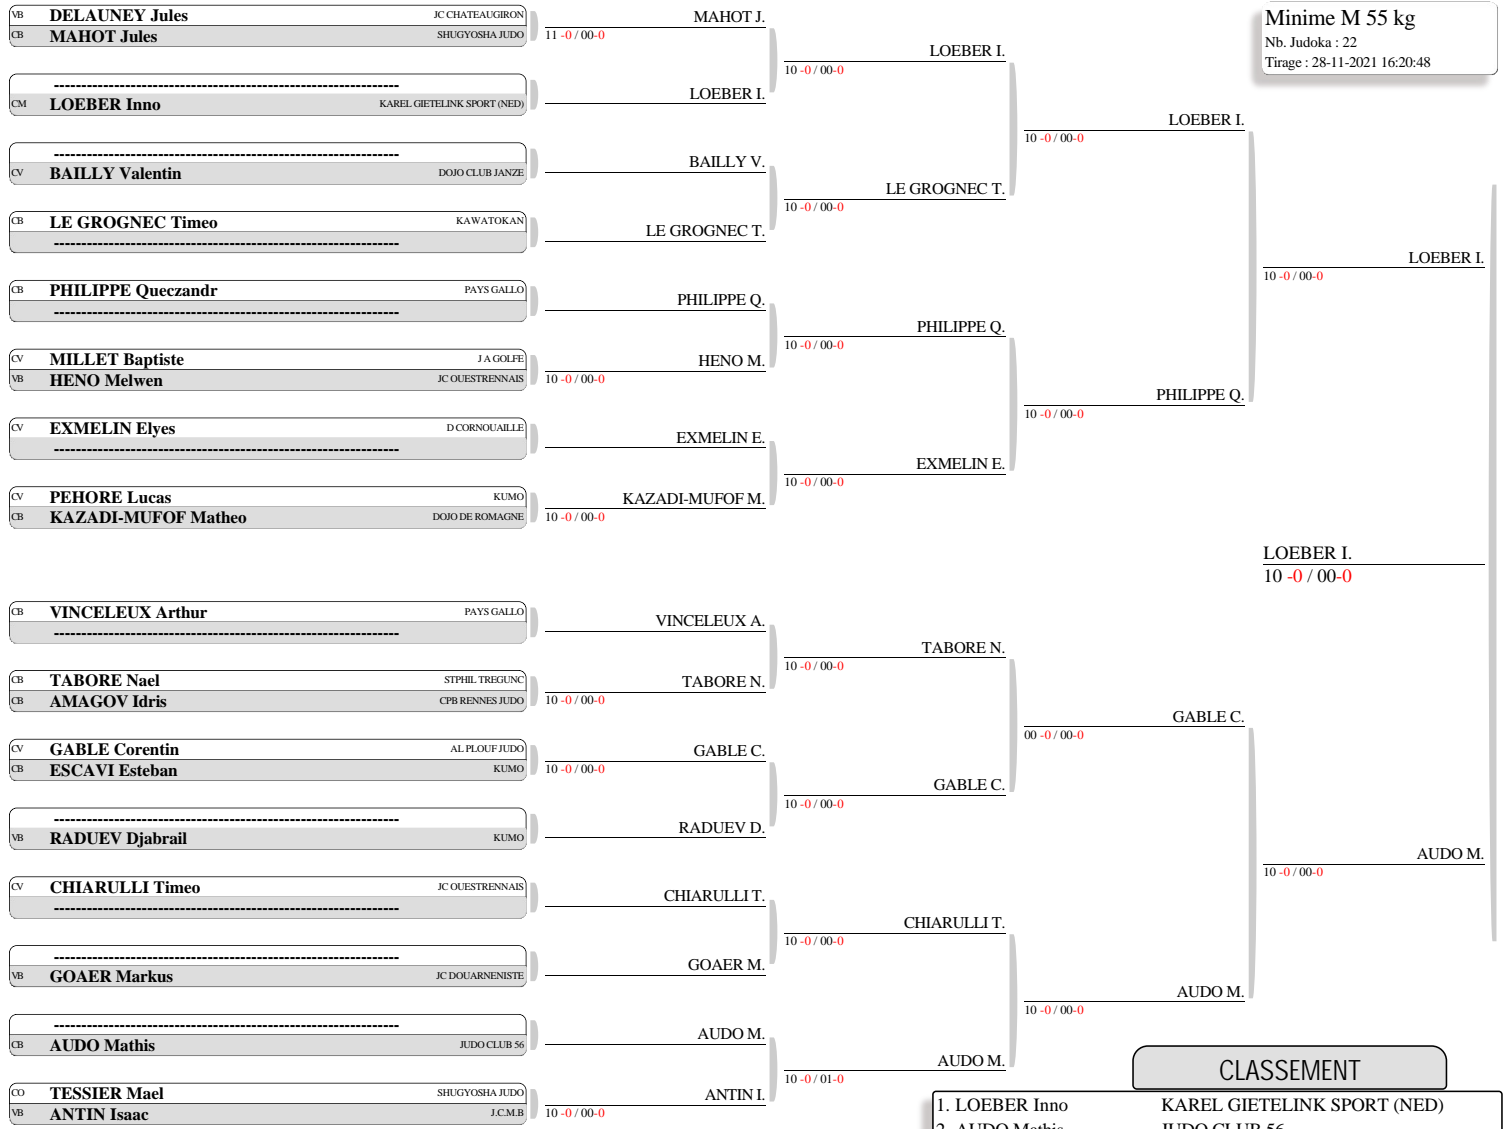 Minime M 55 kg
Nb. Judoka : 22
Tirage : 28-11-2021 16:20:48
VB DELAUNEY Jules JC CHATEAUGIRON
CB MAHOT Jules SHUGYOSHA JUDO
------------------------------------------------------------
CM LOEBER Inno KAREL GIETELINK SPORT (NED)
------------------------------------------------------------
CV BAILLY Valentin DOJO CLUB JANZE
CB LE GROGNEC Timeo KAWATOKAN
------------------------------------------------------------
CB PHILIPPE Queczandr PAYS GALLO
------------------------------------------------------------
CV MILLET Baptiste J A GOLFE
VB HENO Melwen JC OUESTRENNAIS
CV EXMELIN Elyes D CORNOUAILLE
------------------------------------------------------------
CV PEHORE Lucas KUMO
CB KAZADI-MUFOF Matheo DOJO DE ROMAGNE
CB VINCELEUX Arthur PAYS GALLO
------------------------------------------------------------
CB TABORE Nael STPHIL TREGUNC
CB AMAGOV Idris CPB RENNES JUDO
CV GABLE Corentin AL PLOUF JUDO
CB ESCAVI Esteban KUMO
------------------------------------------------------------
VB RADUEV Djabrail KUMO
CV CHIARULLI Timeo JC OUESTRENNAIS
------------------------------------------------------------
------------------------------------------------------------
VB GOAER Markus JC DOUARNENISTE
------------------------------------------------------------
CB AUDO Mathis JUDO CLUB 56
CO TESSIER Mael SHUGYOSHA JUDO
VB ANTIN Isaac J.C.M.B
MAHOT J.
11 -0 / 00-0
LOEBER I.
BAILLY V.
LE GROGNEC T.
PHILIPPE Q.
HENO M.
10 -0 / 00-0
EXMELIN E.
KAZADI-MUFOF M.
10 -0 / 00-0
VINCELEUX A.
TABORE N.
10 -0 / 00-0
GABLE C.
10 -0 / 00-0
RADUEV D.
CHIARULLI T.
GOAER M.
AUDO M.
ANTIN I.
10 -0 / 00-0
LOEBER I.
10 -0 / 00-0
LE GROGNEC T.
10 -0 / 00-0
PHILIPPE Q.
10 -0 / 00-0
EXMELIN E.
10 -0 / 00-0
TABORE N.
10 -0 / 00-0
GABLE C.
10 -0 / 00-0
CHIARULLI T.
10 -0 / 00-0
AUDO M.
10 -0 / 01-0
LOEBER I.
10 -0 / 00-0
PHILIPPE Q.
10 -0 / 00-0
GABLE C.
00 -0 / 00-0
AUDO M.
10 -0 / 00-0
LOEBER I.
10 -0 / 00-0
AUDO M.
10 -0 / 00-0
LOEBER I.
10 -0 / 00-0
CLASSEMENT
1. LOEBER Inno KAREL GIETELINK SPORT (NED)
2. AUDO Mathis JUDO CLUB 56